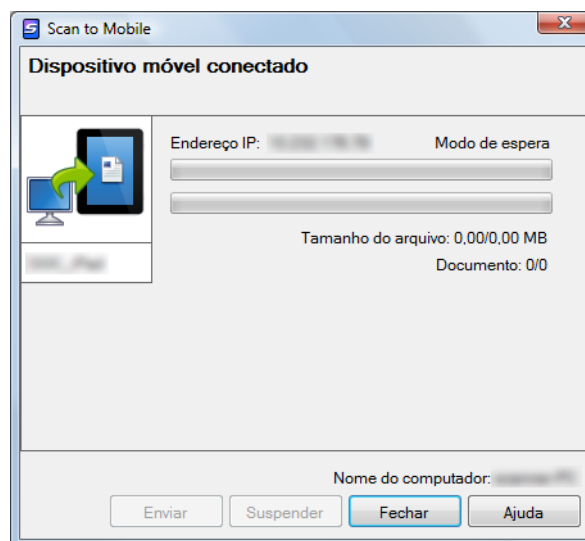 Scan to Mobile
Dispositivo móvel conectado
Endereço IP:
Modo de espera
Tamanho do arquivo: 0,00/0,00 MB
Documento: 0/0
Nome do computador:
Enviar
Suspender
Fechar
Ajuda